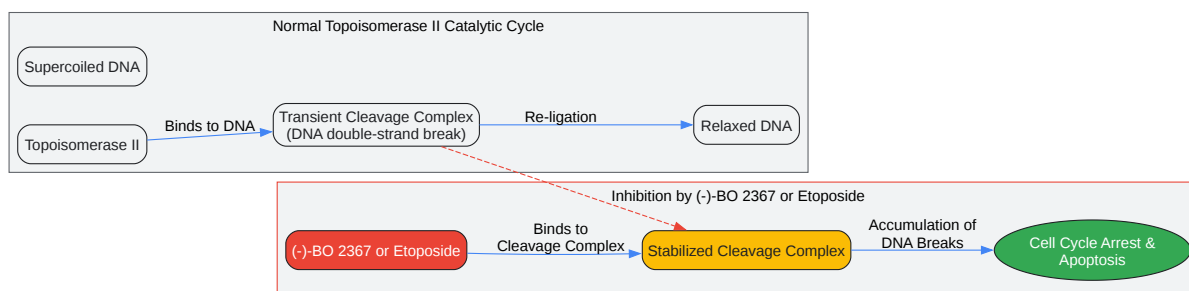 Normal Topoisomerase II Catalytic Cycle
Supercoiled DNA
Topoisomerase II
Binds to DNA
Transient Cleavage Complex
(DNA double-strand break)
Re-ligation
Relaxed DNA
Inhibition by (-)-BO 2367 or Etoposide
(-)-BO 2367 or Etoposide
Binds to
Cleavage Complex
Stabilized Cleavage Complex
Accumulation of
DNA Breaks
Cell Cycle Arrest &
Apoptosis